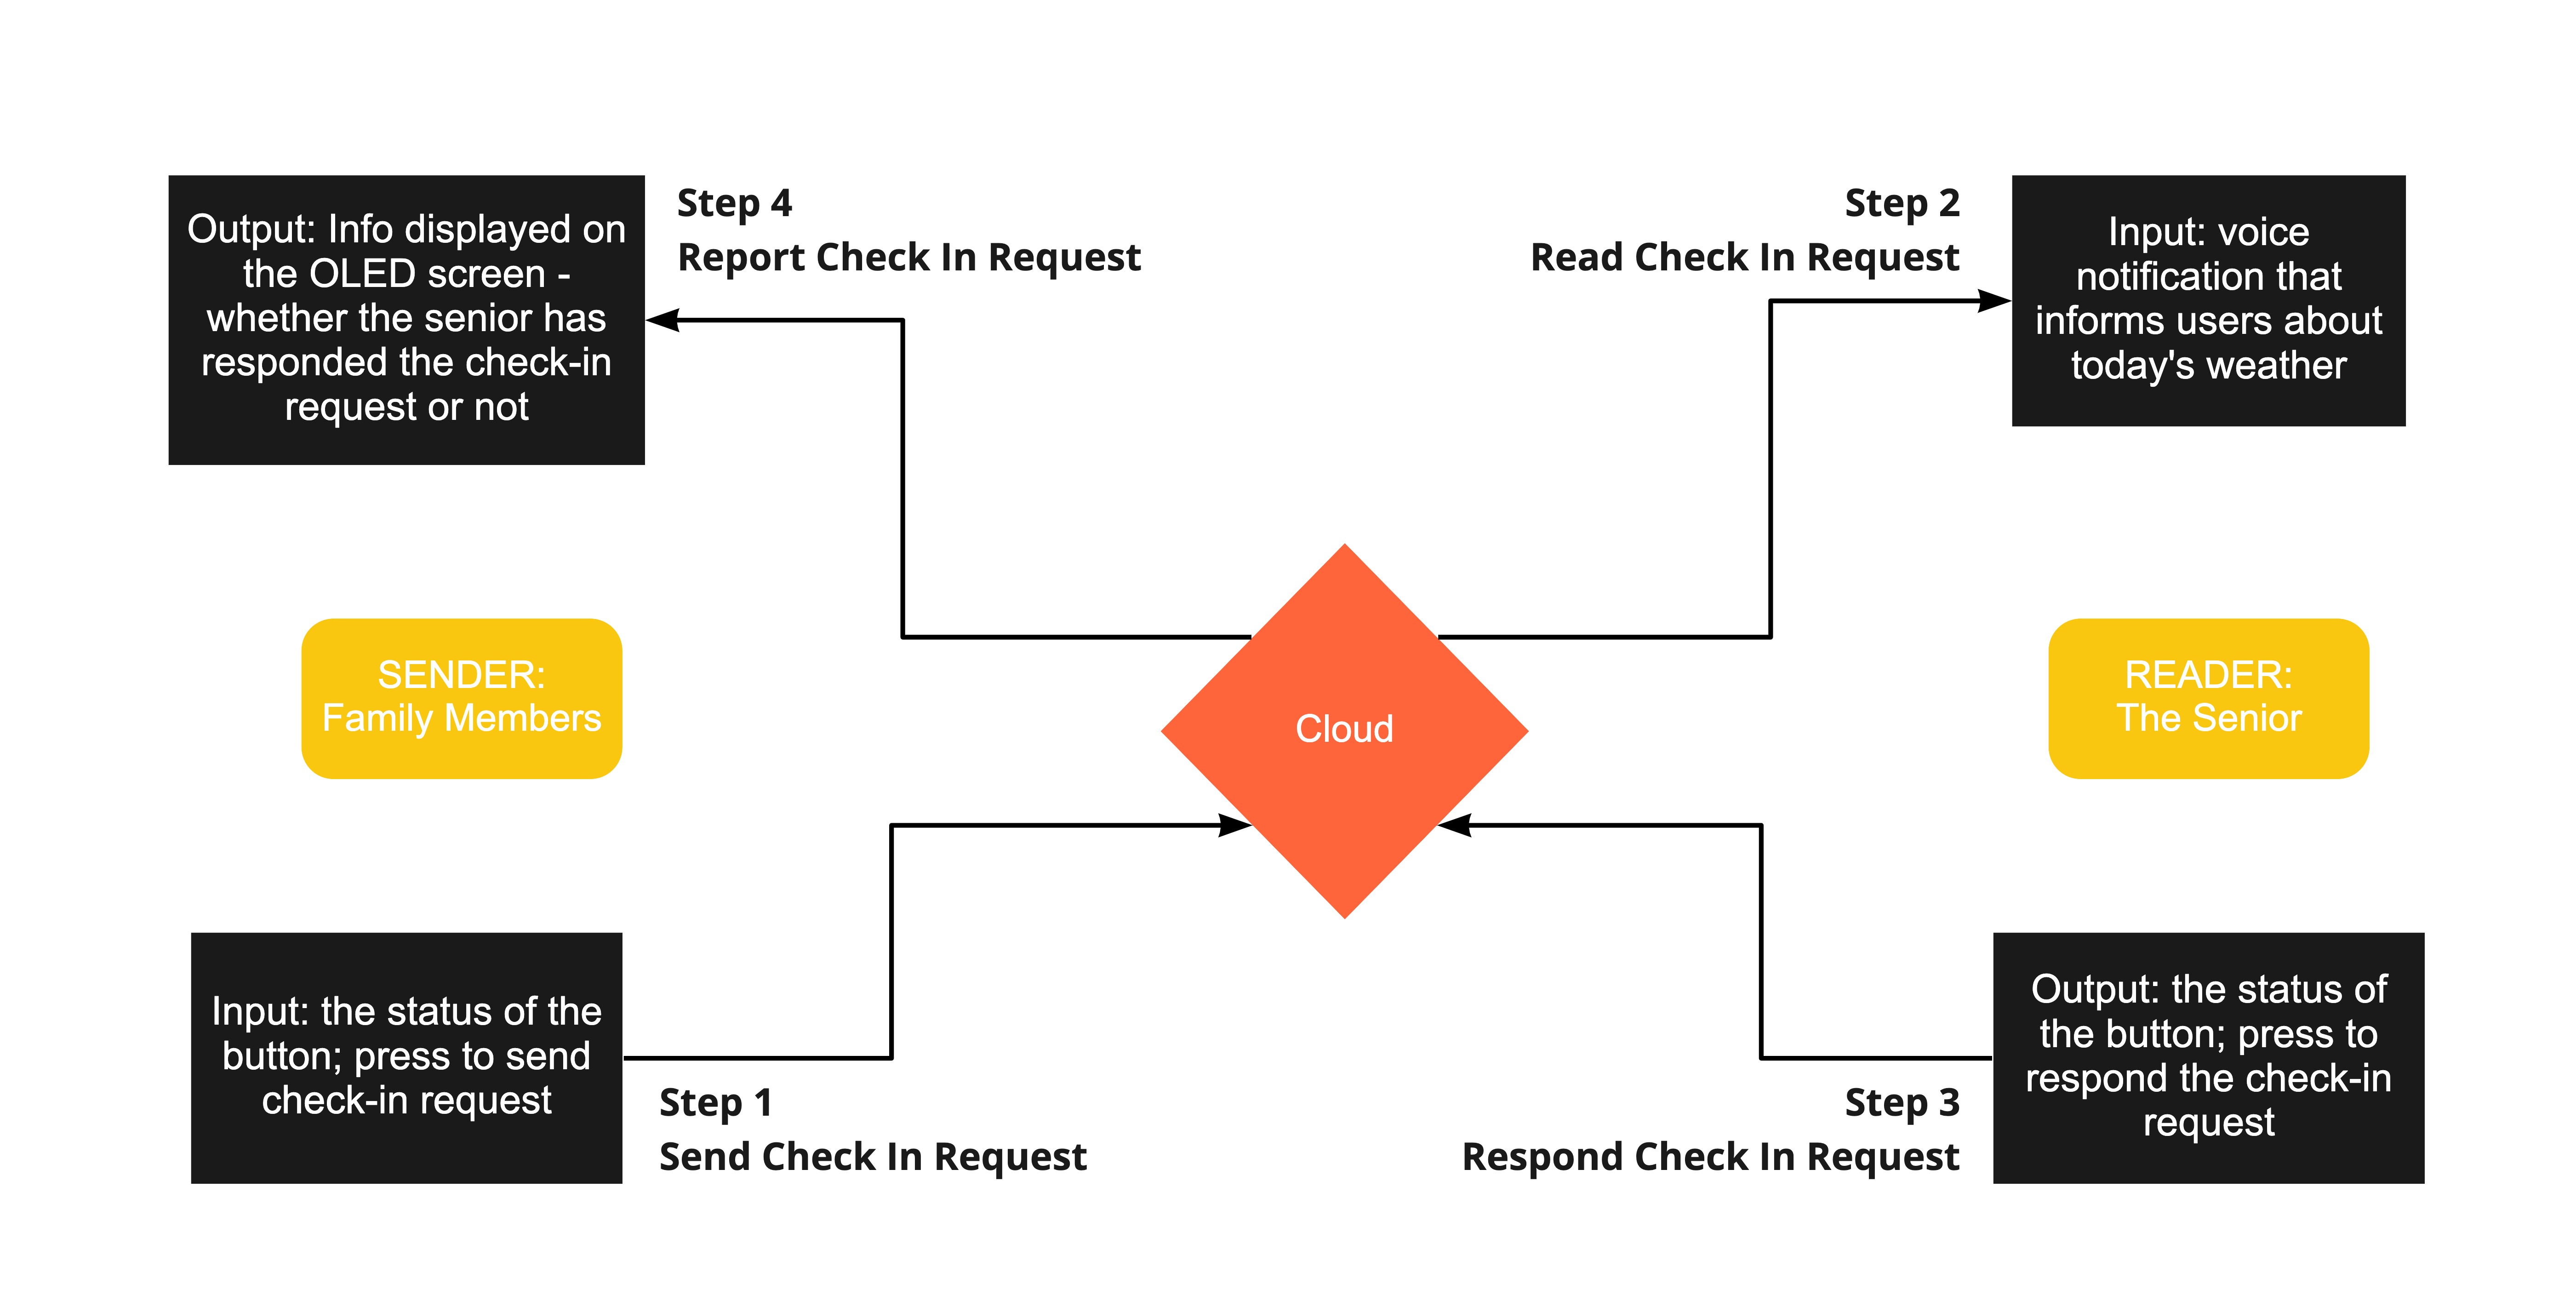 Output: Info displayed on
the OLED screen -
whether the senior has
responded the check-in
request or not
Step 4
Report Check In Request
Step 2
Read Check In Request
Input: voice
notification that
informs users about
today's weather
SENDER:
Family Members
Cloud
READER:
The Senior
Input: the status of the
button; press to send
check-in request
Step 1
Send Check In Request
Step 3
Respond Check In Request
Output: the status of
the button; press to
respond the check-in
request